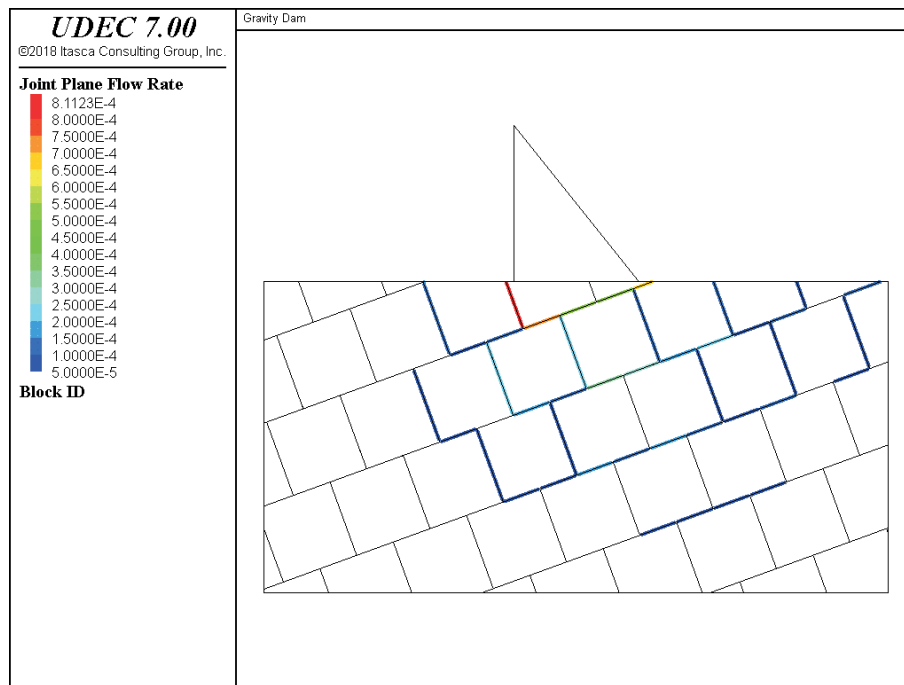 UDEC 7.00
©2018 Itasca Consulting Group, Inc.
Joint Plane Flow Rate
8.1123E-4
8.0000E-4
7.5000E-4
7.0000E-4
6.5000E-4
6.0000E-4
5.5000E-4
5.0000E-4
4.5000E-4
4.0000E-4
3.5000E-4
3.0000E-4
2.5000E-4
2.0000E-4
1.5000E-4
1.0000E-4
5.0000E-5
Block ID
Gravity Dam